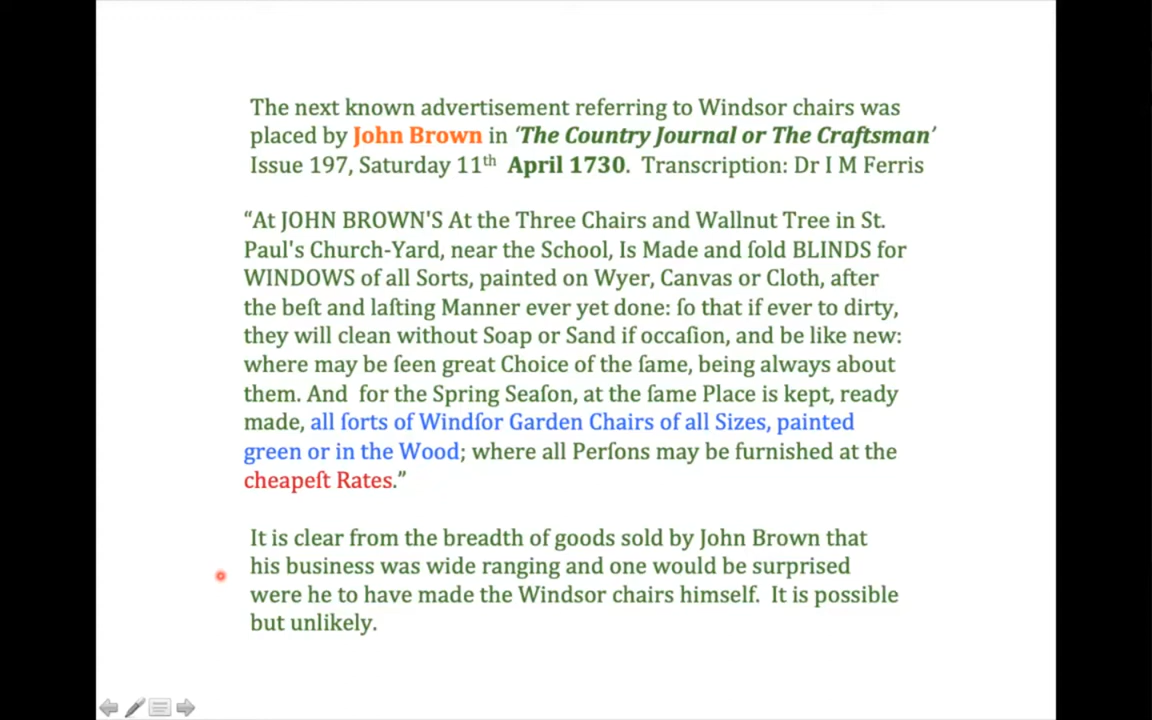 The next known advertisement referring to Windsor chairs was
placed by John Brown in ‘The Country Journal or The Craftsman’
Issue 197, Saturday 11th April 1730. Transcription: Dr I M Ferris
“At JOHN BROWN'S At the Three Chairs and Wallnut Tree in St.
Paul's Church-Yard, near the School, Is Made and ſold BLINDS for
WINDOWS of all Sorts, painted on Wyer, Canvas or Cloth, after
the beſt and laſting Manner ever yet done: ſo that if ever to dirty,
they will clean without Soap or Sand if occaſion, and be like new:
where may be ſeen great Choice of the ſame, being always about
them. And for the Spring Seaſon, at the ſame Place is kept, ready
made, all ſorts of Windſor Garden Chairs of all Sizes, painted
green or in the Wood; where all Perſons may be furnished at the
cheapeſt Rates.”
It is clear from the breadth of goods sold by John Brown that
his business was wide ranging and one would be surprised
were he to have made the Windsor chairs himself. It is possible
but unlikely.